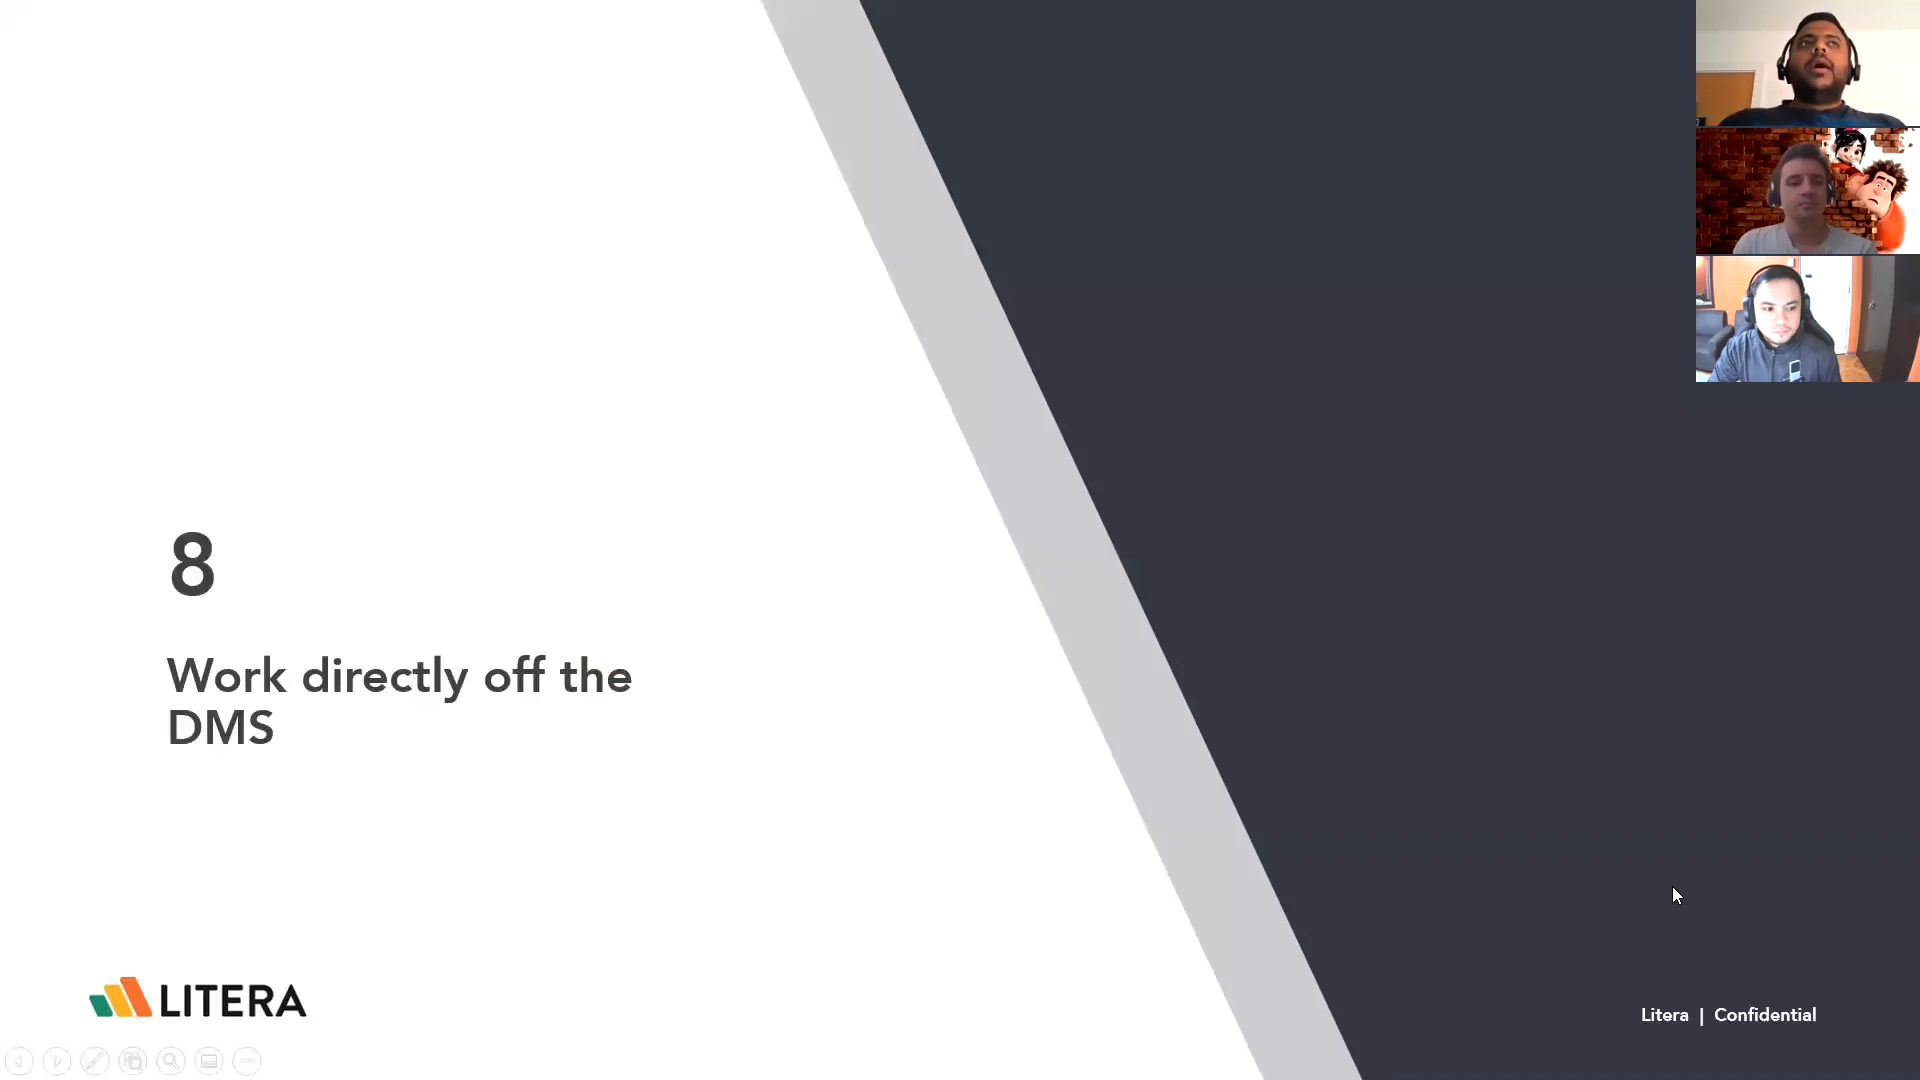 8
Work directly off the
DMS
LITERA
Litera | Confidential